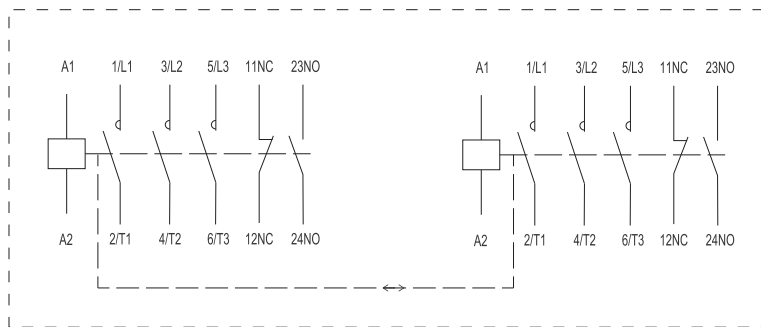 A1 1/L1 3/L2 5/L3 11NC 23NO
A2 2/T1 4/T2 6/T3 12NC 24NO
A1 1/L1 3/L2 5/L3 11NC 23NO
A2 2/T1 4/T2 6/T3 12NC 24NO